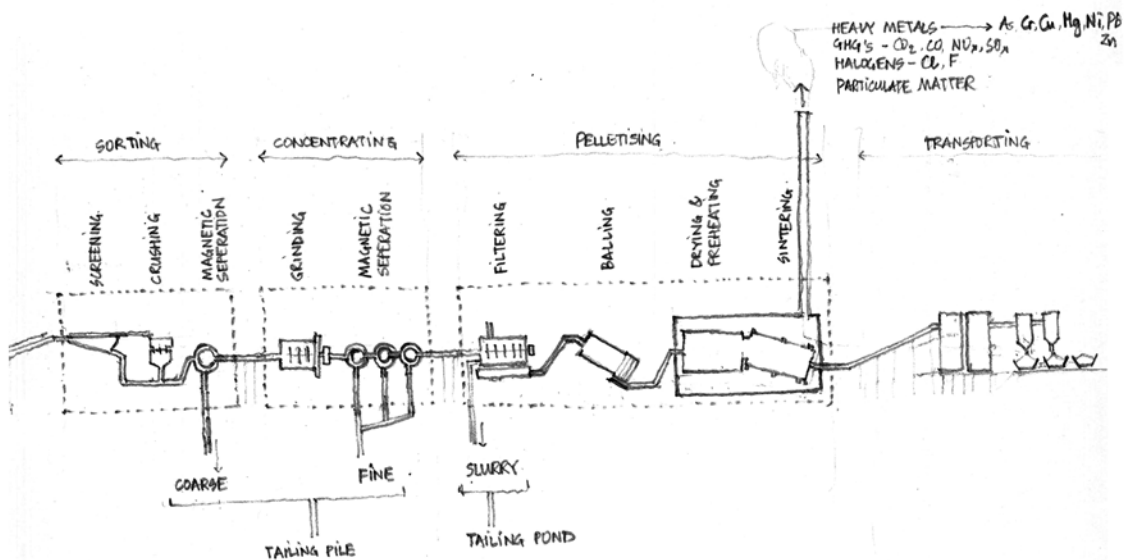 HEAVY METALS → As, Cr, Cu, Hg, Ni, Pb
Zn
GHG'S - CO2, CO, NOx, SOx
HALOGENS - Cl, F
PARTICULATE MATTER
SORTING
CONCENTRATING
PELLETISING
TRANSPORTING
SCREENING
CRUSHING
MAGNETIC
SEPERATION
GRINDING
MAGNETIC
SEPERATION
FILTERING
BALLING
DRYING &
PREHEATING
SINTERING
COARSE
FINE
SLURRY
TAILING PILE
TAILING POND